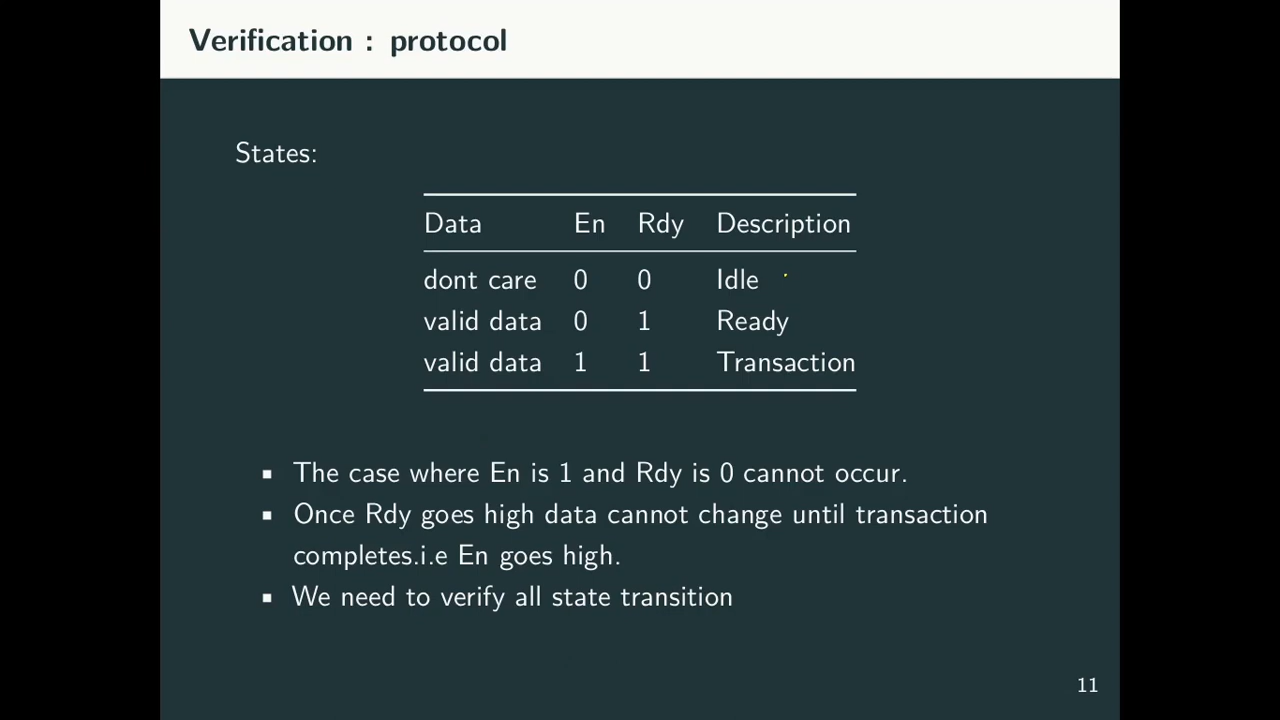 Verification : protocol
States:
Data En Rdy Description
dont care 0 0 Idle
valid data 0 1 Ready
valid data 1 1 Transaction
▪ The case where En is 1 and Rdy is 0 cannot occur.
▪ Once Rdy goes high data cannot change until transaction
completes.i.e En goes high.
▪ We need to verify all state transition
11